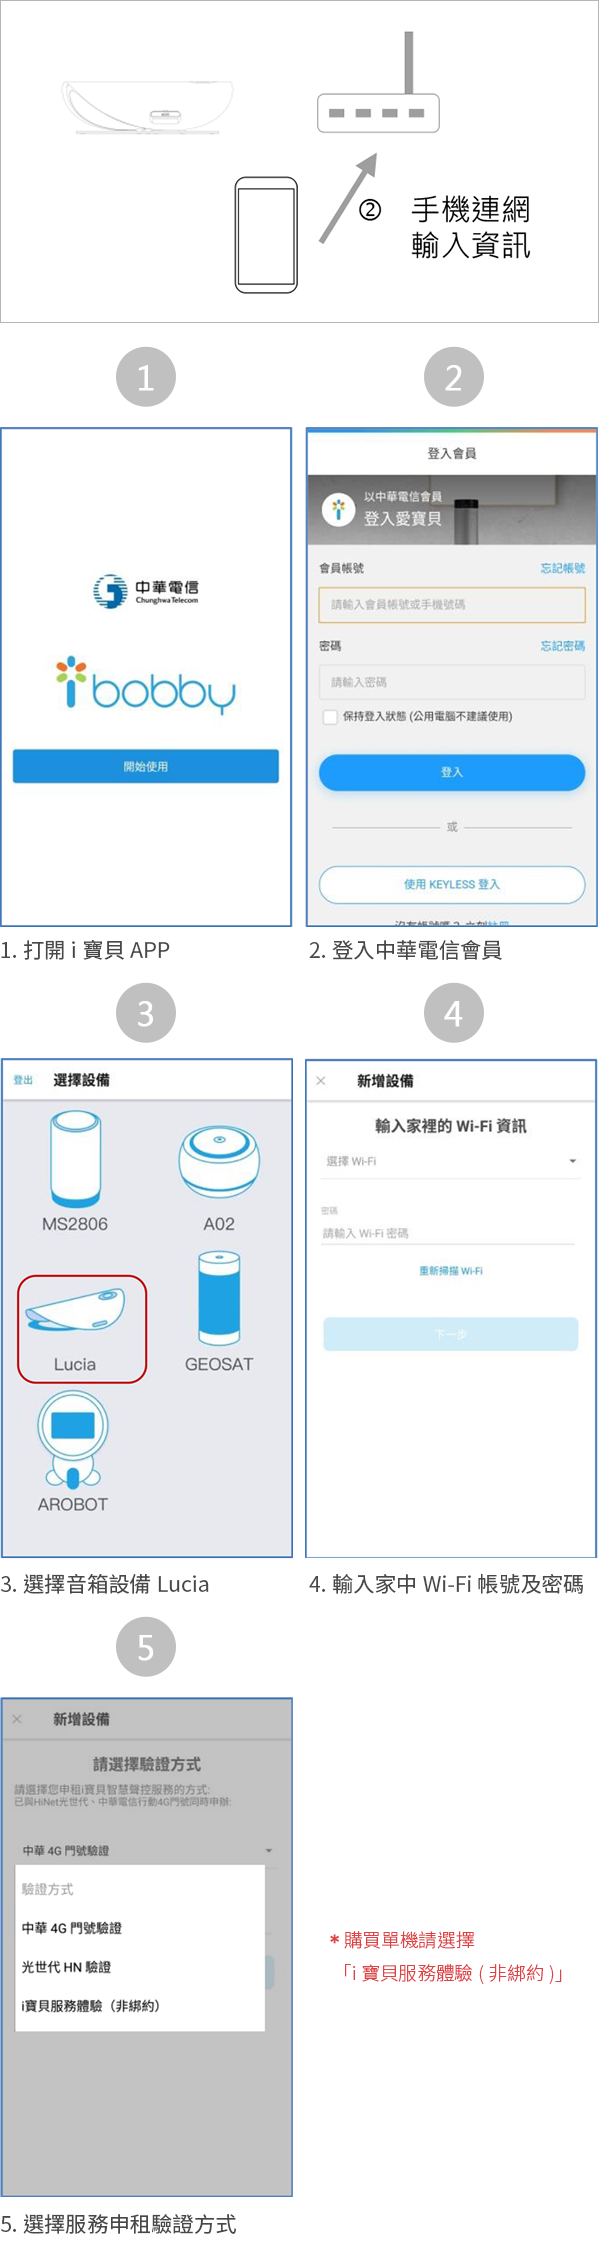 ② 手機連網
輸入資訊
1
2
中華電信
Chunghwa Telecom
ibobby
開始使用
登入會員
以中華電信會員
登入愛寶貝
會員帳號 忘記帳號
請輸入會員帳號或手機號碼
密碼 忘記密碼
請輸入密碼
保持登入狀態 (公用電腦不建議使用)
登入
或
使用 KEYLESS 登入
1. 打開 i 寶貝 APP
2. 登入中華電信會員
3
4
登出 選擇設備
MS2806 A02
Lucia GEOSAT
AROBOT
× 新增設備
輸入家裡的 Wi-Fi 資訊
選擇 Wi-Fi
密碼
請輸入 Wi-Fi 密碼
重新掃描 Wi-Fi
下一步
3. 選擇音箱設備 Lucia
4. 輸入家中 Wi-Fi 帳號及密碼
5
× 新增設備
請選擇驗證方式
請選擇您申租i寶貝智慧聲控服務的方式:
已與HiNet光世代、中華電信行動4G門號同時申辦:
中華 4G 門號驗證
驗證方式
中華 4G 門號驗證
光世代 HN 驗證
i寶貝服務體驗（非綁約）
* 購買單機請選擇
「i 寶貝服務體驗 ( 非綁約 )」
5. 選擇服務申租驗證方式